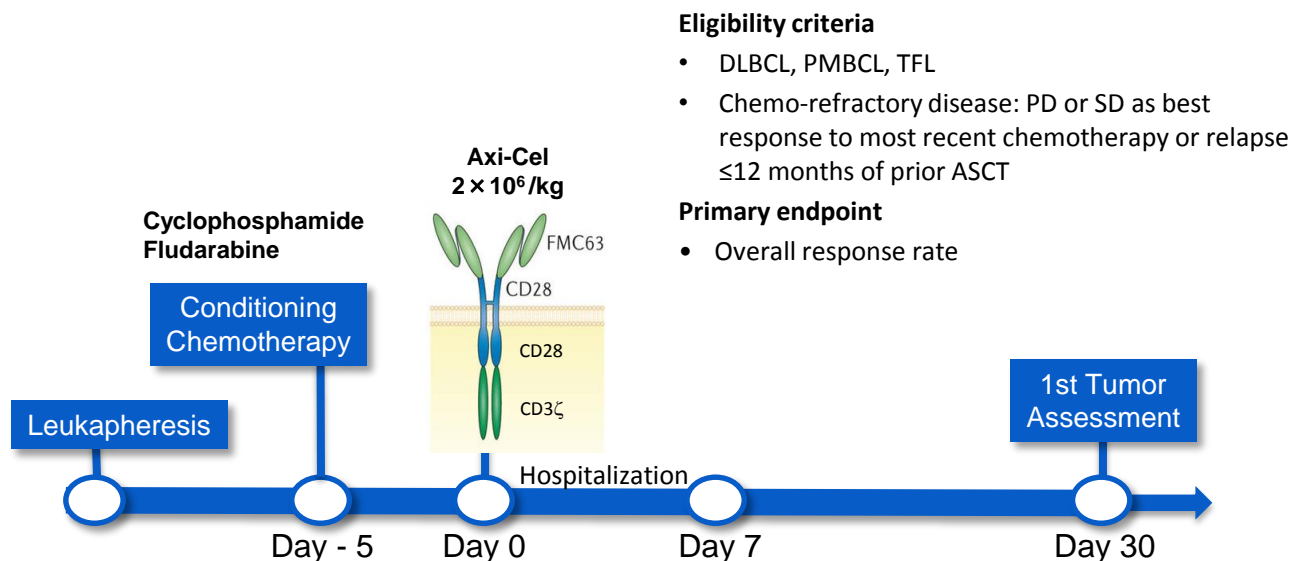 Eligibility criteria
• DLBCL, PMBCL, TFL
• Chemo-refractory disease: PD or SD as best
response to most recent chemotherapy or relapse
≤12 months of prior ASCT
Primary endpoint
• Overall response rate
Axi-Cel
2 × 10⁶/kg
Cyclophosphamide
Fludarabine
FMC63
CD28
CD28
CD3ζ
Conditioning
Chemotherapy
Leukapheresis
1st Tumor
Assessment
Hospitalization
Day - 5
Day 0
Day 7
Day 30